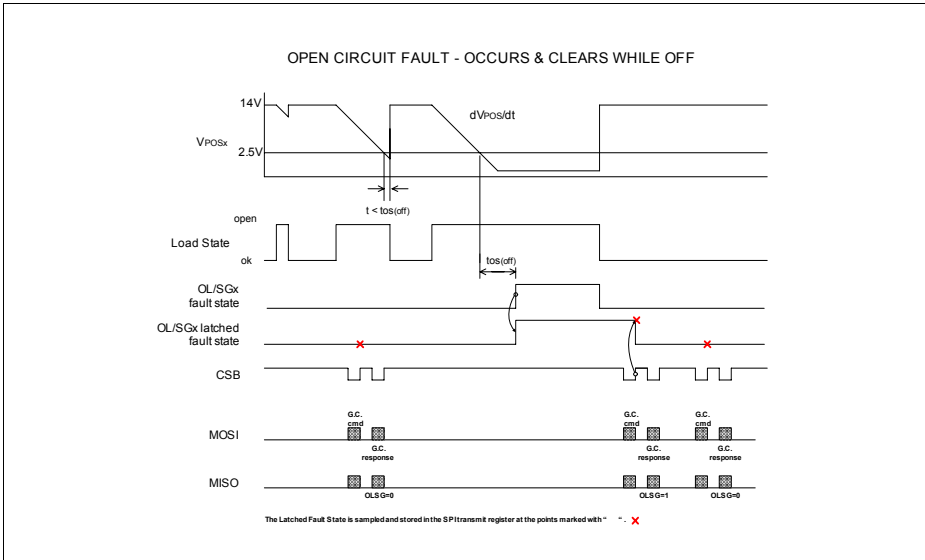 OPEN CIRCUIT FAULT - OCCURS & CLEARS WHILE OFF
14V
dVPOS/dt
VPOSx
2.5V
t < tos(off)
open
Load State
ok
tos(off)
OL/SGx
fault state
OL/SGx latched
fault state
CSB
G.C.
cmd
G.C.
cmd
G.C.
cmd
MOSI
G.C.
response
G.C.
response
G.C.
response
MISO
OLSG=0
OLSG=1
OLSG=0
The Latched Fault State is sampled and stored in the SPI transmit register at the points marked with “ “ .